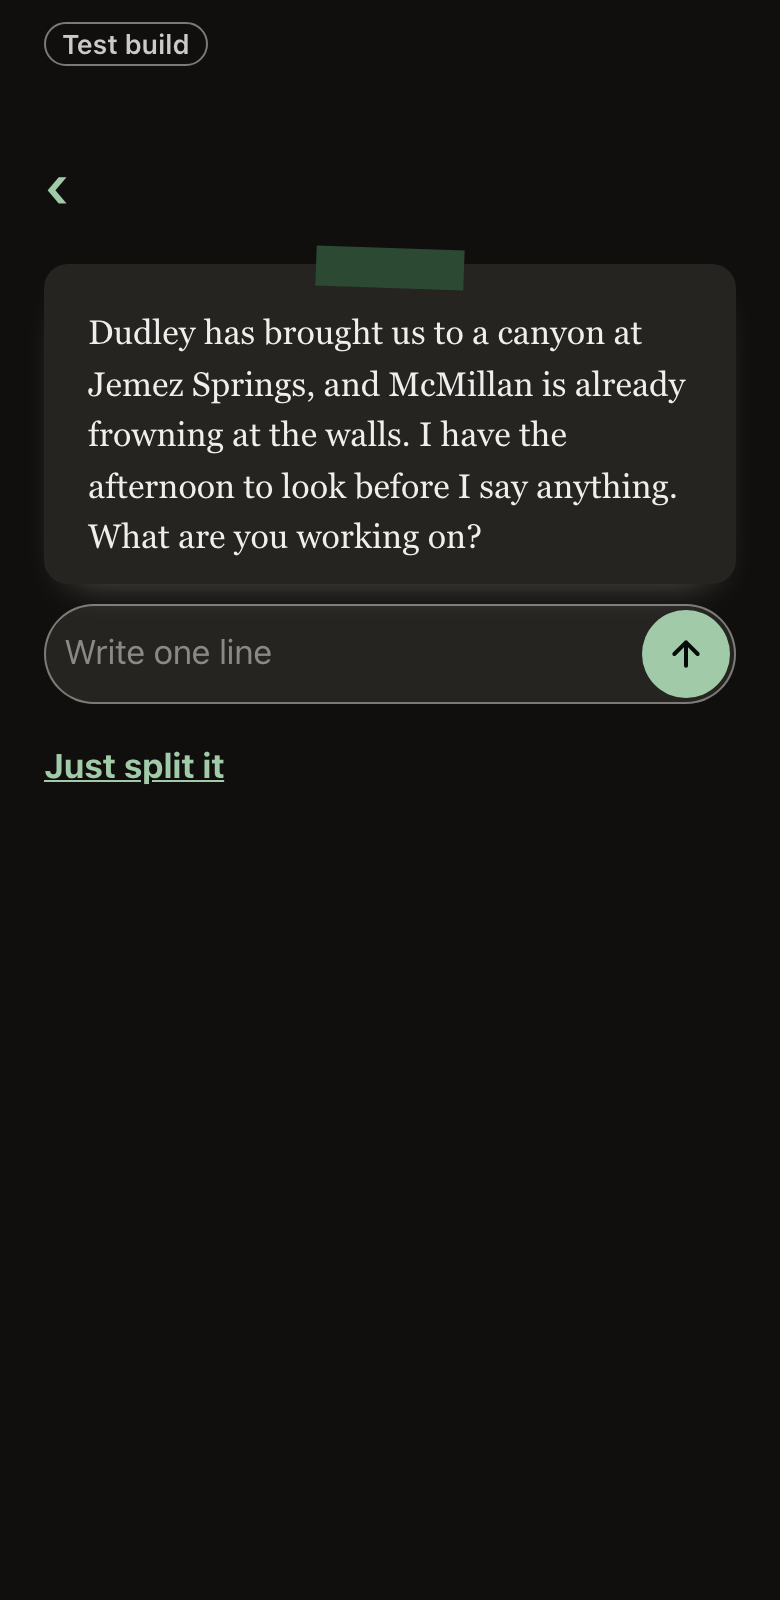 Test build
Dudley has brought us to a canyon at
Jemez Springs, and McMillan is already
frowning at the walls. I have the
afternoon to look before I say anything.
What are you working on?
Write one line
Just split it